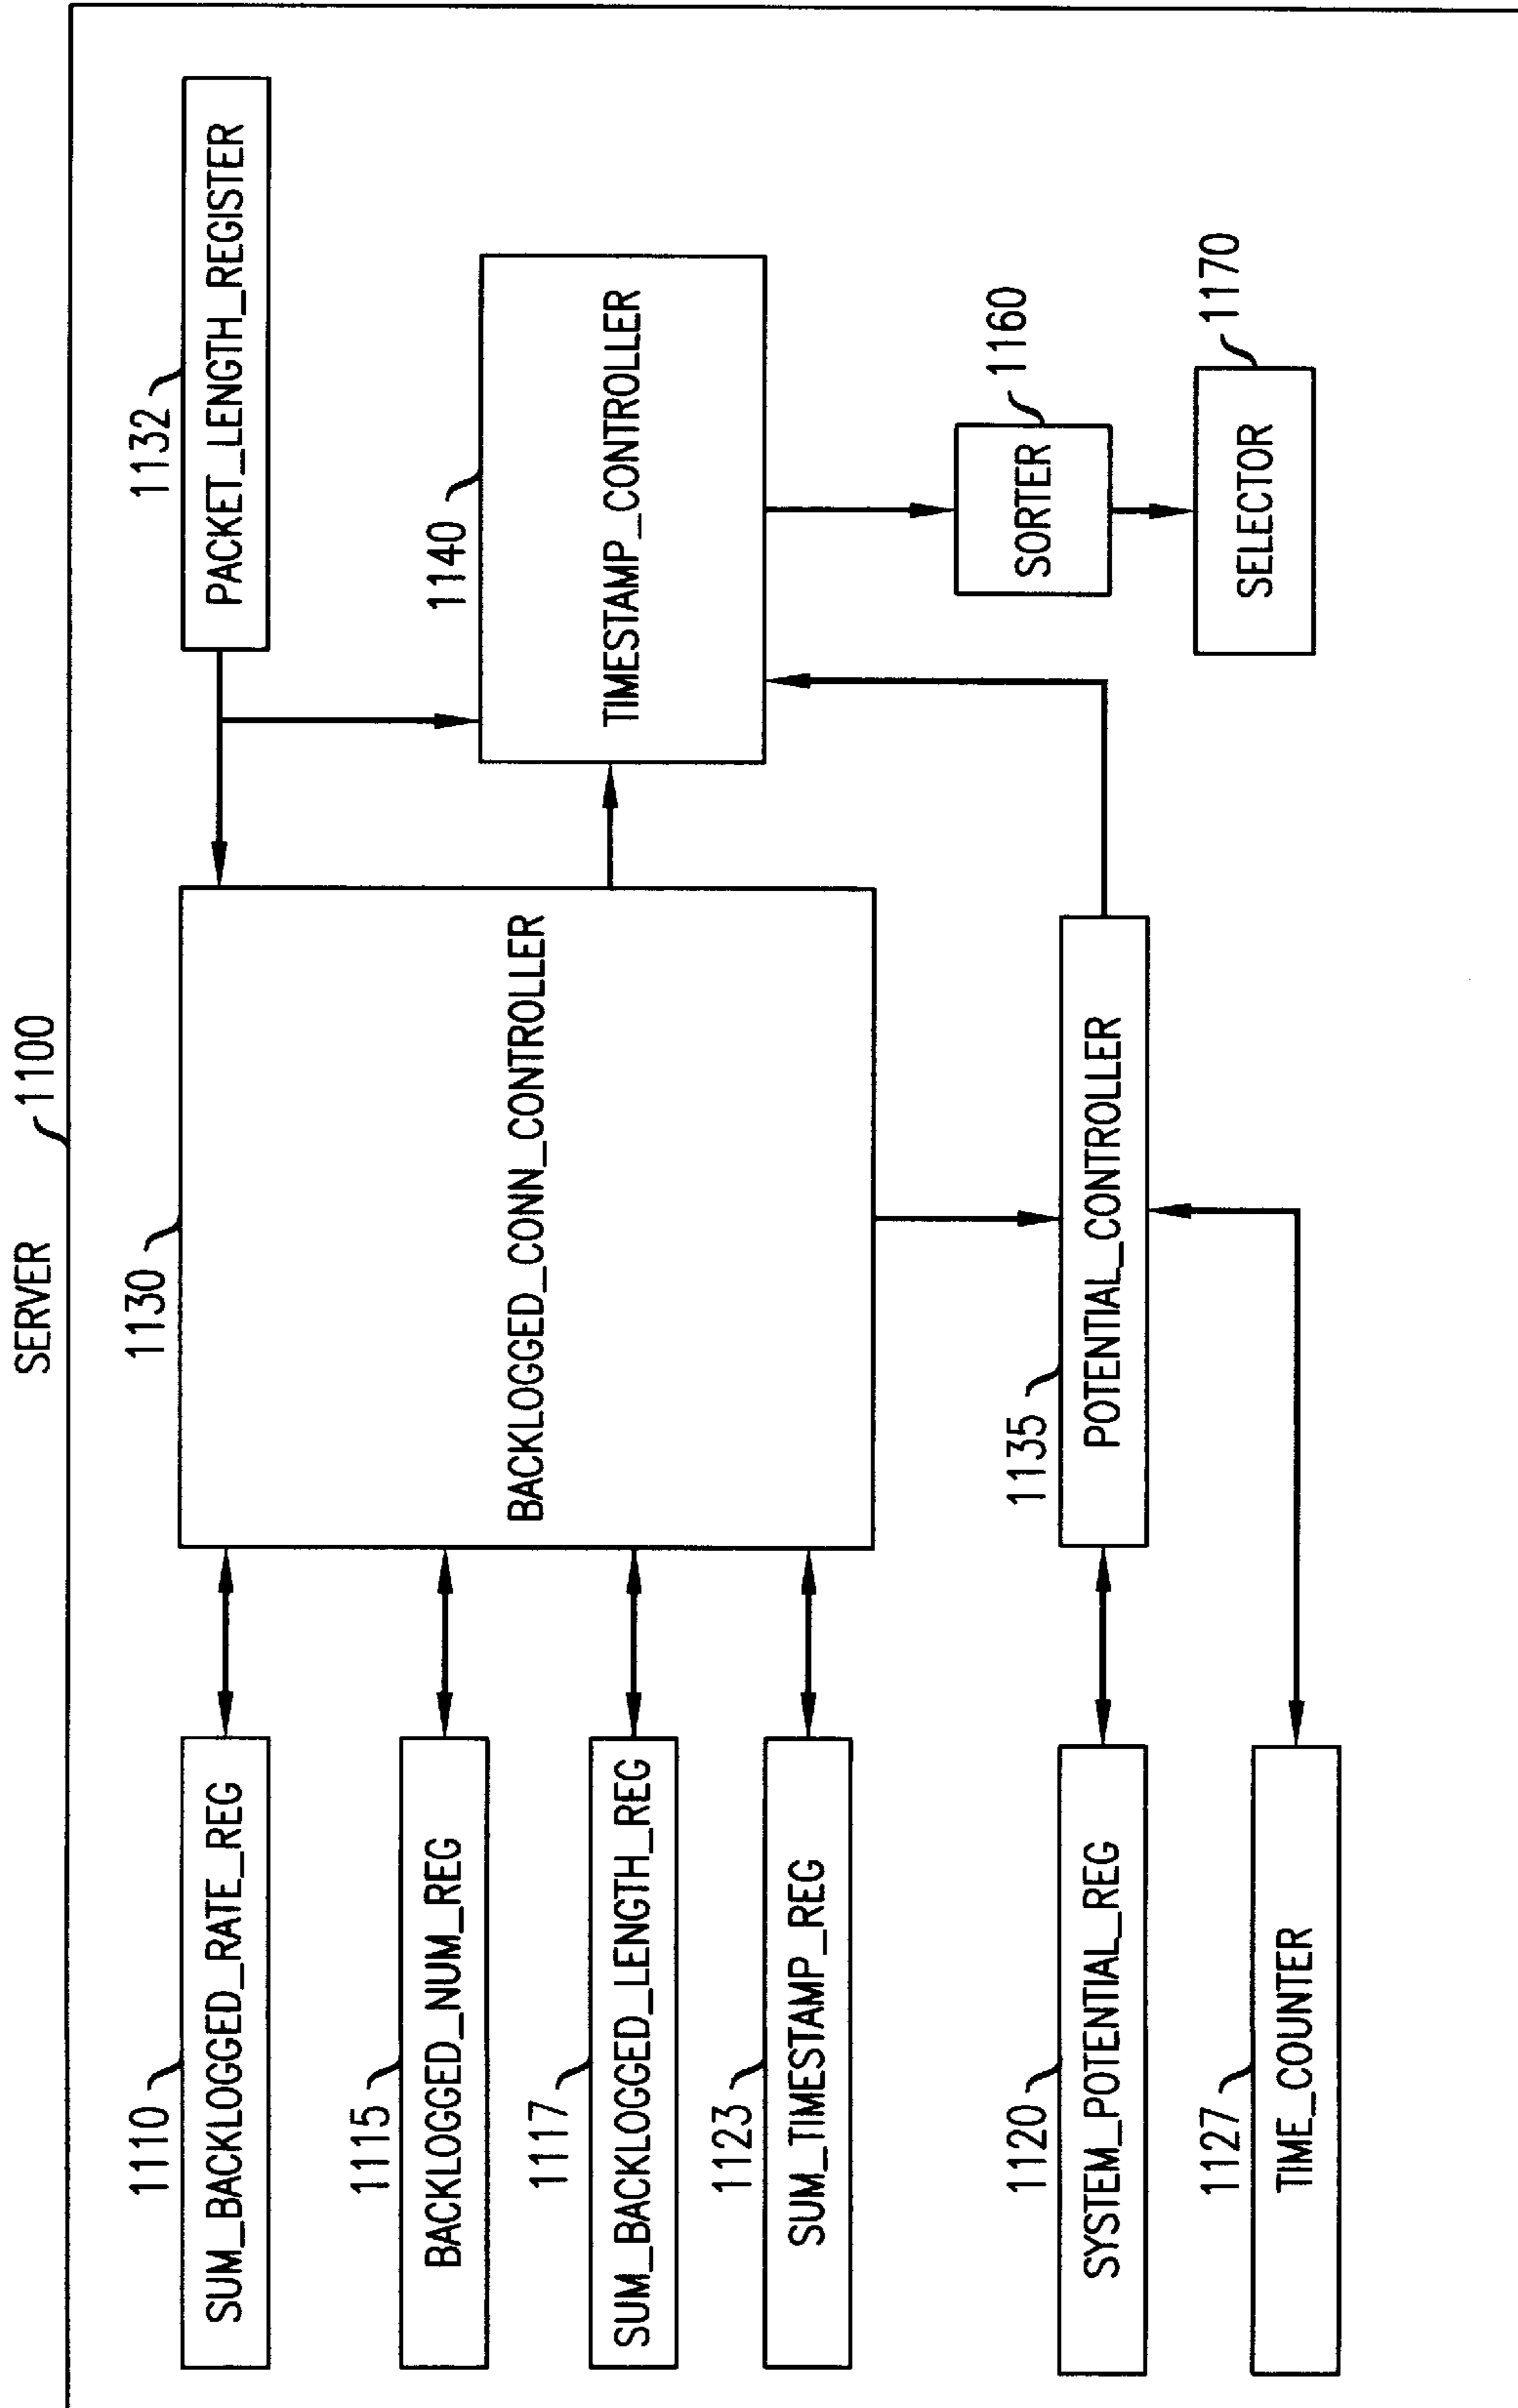 SERVER 1100
1110
SUM_BACKLOGGED_RATE_REG
1115
BACKLOGGED_NUM_REG
1117
SUM_BACKLOGGED_LENGTH_REG
1123
SUM_TIMESTAMP_REG
1120
SYSTEM_POTENTIAL_REG
1127
TIME_COUNTER
1130
BACKLOGGED_CONN_CONTROLLER
1135
POTENTIAL_CONTROLLER
1132
PACKET_LENGTH_REGISTER
1140
TIMESTAMP_CONTROLLER
1160
SORTER
1170
SELECTOR